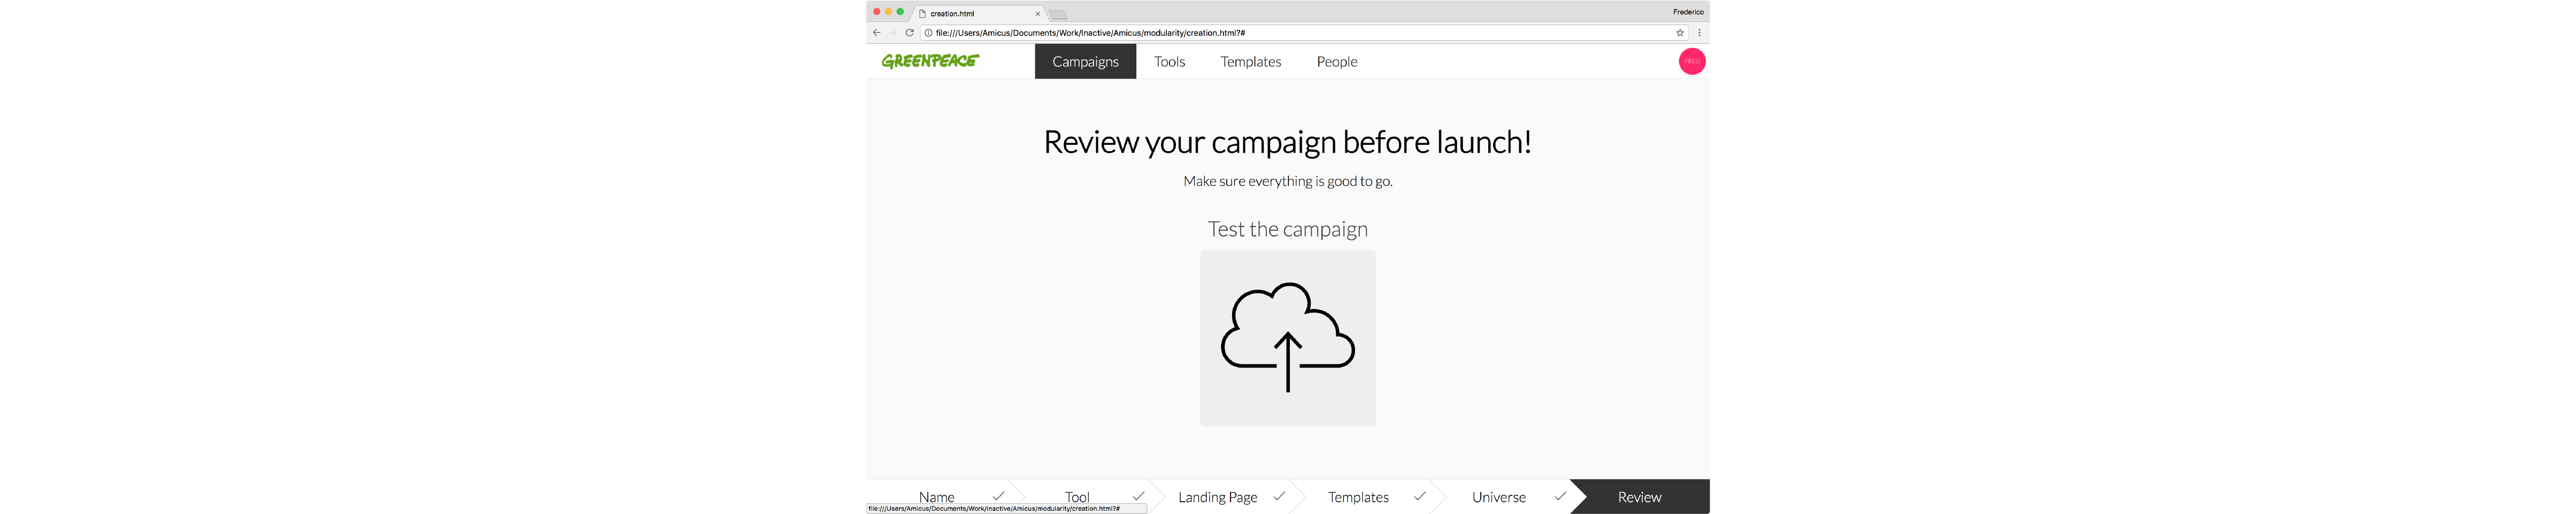 creation.html
Frederico
file:///Users/Amicus/Documents/Work/Inactive/Amicus/modularity/creation.html?#
GREENPEACE Campaigns Tools Templates People FRED
Review your campaign before launch!
Make sure everything is good to go.
Test the campaign
Name Tool Landing Page Templates Universe Review
file:///Users/Amicus/Documents/Work/Inactive/Amicus/modularity/creation.html?#